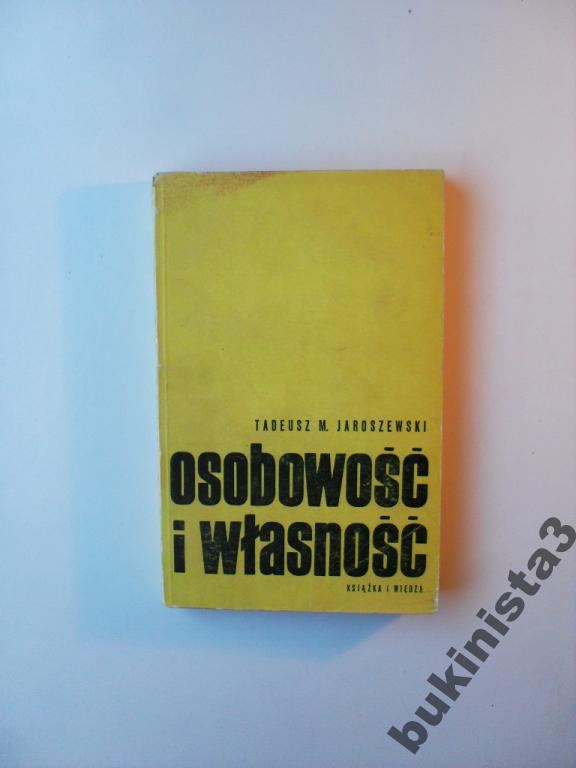 TADEUSZ M. JAROSZEWSKI
osobowość
i własność
KSIĄŻKA I WIEDZA
bukinista3